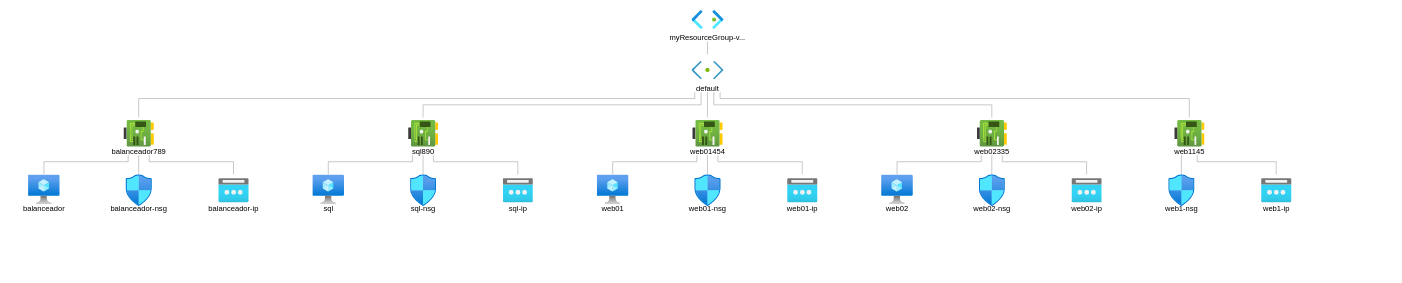 myResourceGroup-v...
default
balanceador789
sql890
web01454
web02335
web1145
balanceador
balanceador-nsg
balanceador-ip
sql
sql-nsg
sql-ip
web01
web01-nsg
web01-ip
web02
web02-nsg
web02-ip
web1-nsg
web1-ip